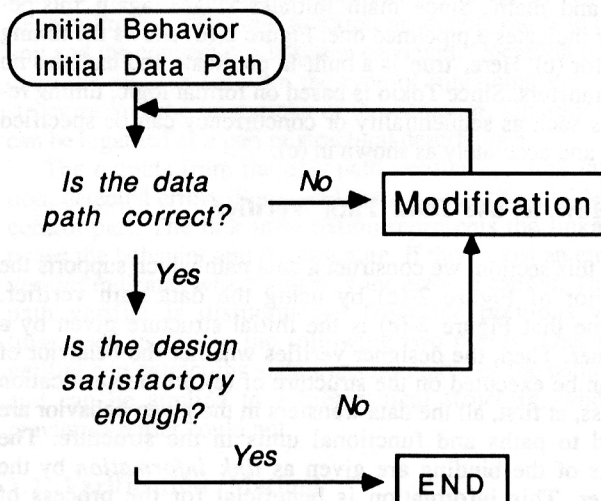 Initial Behavior
Initial Data Path
Is the data
path correct?
No
Modification
Yes
Is the design
satisfactory
enough?
No
Yes
END